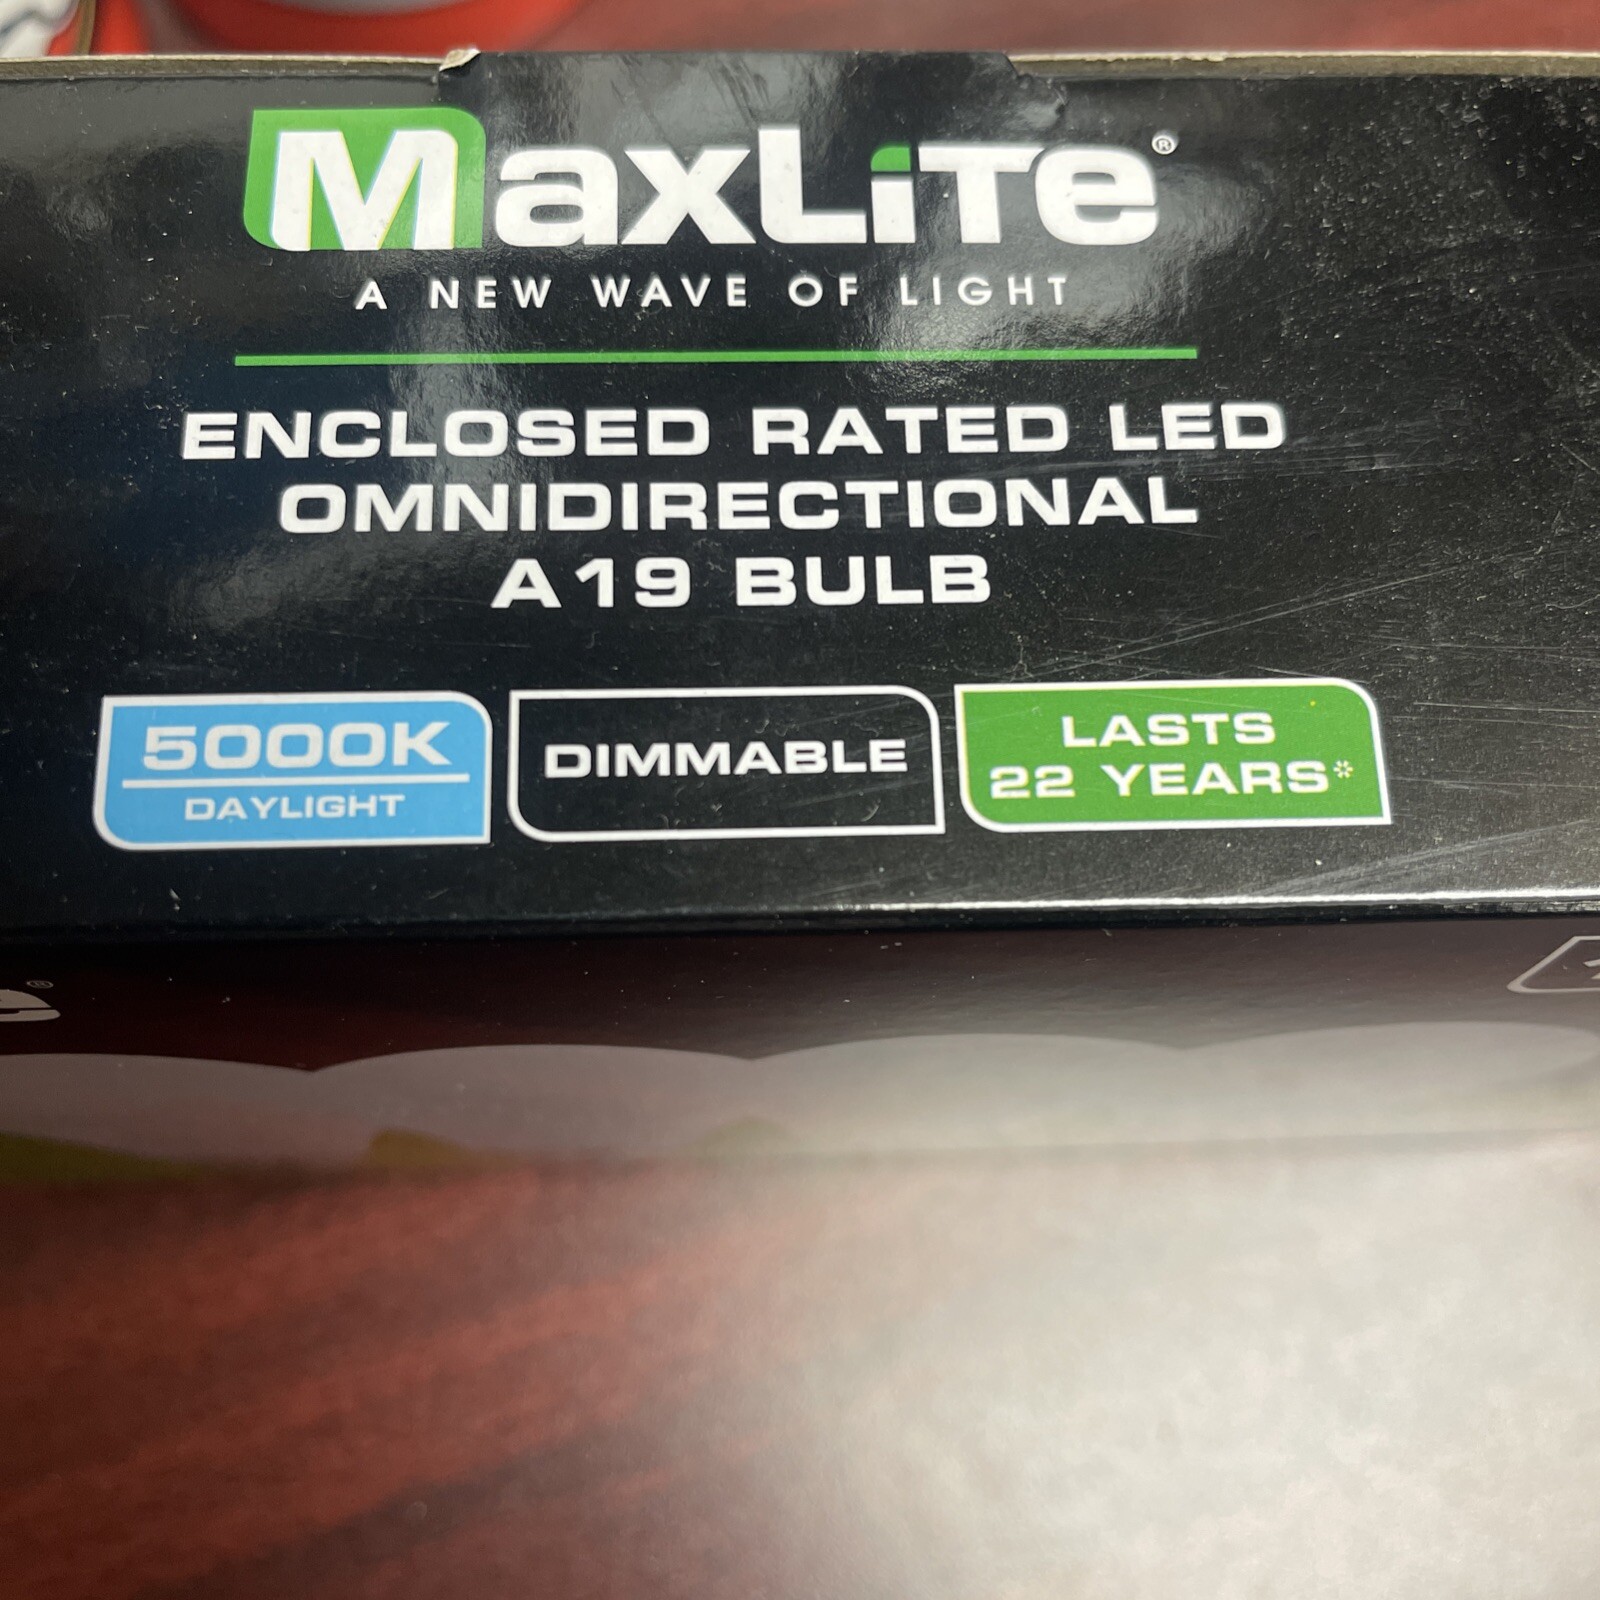 MaxLite®
A NEW WAVE OF LIGHT
ENCLOSED RATED LED
OMNIDIRECTIONAL
A19 BULB
5000K
DAYLIGHT
DIMMABLE
LASTS
22 YEARS*
e®